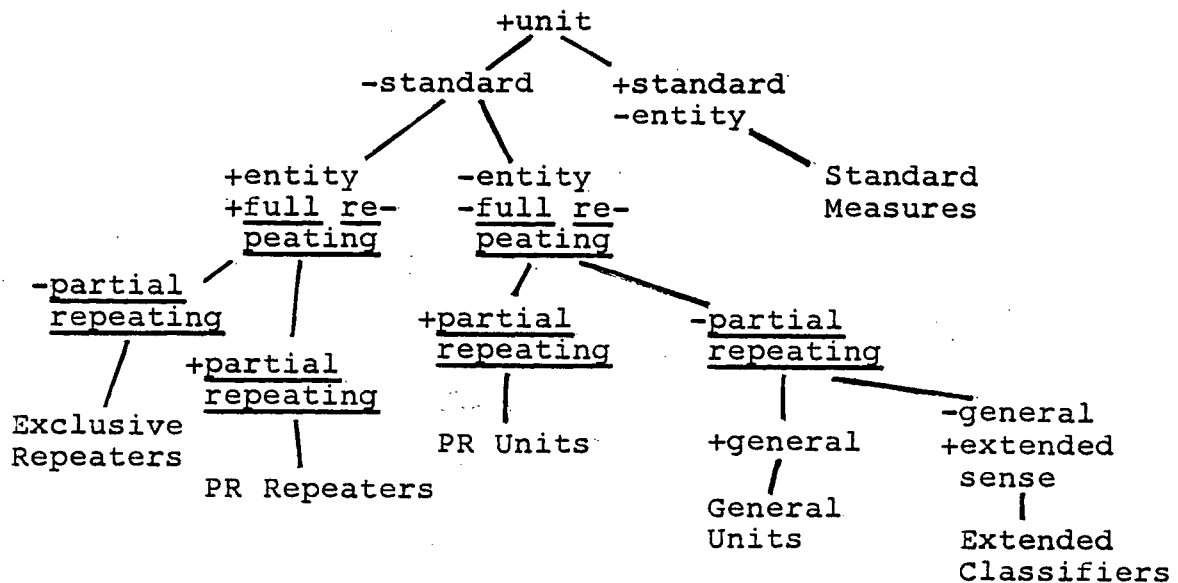 +unit
-standard
+standard
-entity
+entity
+full re-
peating
-entity
-full re-
peating
Standard
Measures
-partial
repeating
+partial
repeating
+partial
repeating
-partial
repeating
Exclusive
Repeaters
PR Repeaters
PR Units
+general
General
Units
-general
+extended
sense
Extended
Classifiers